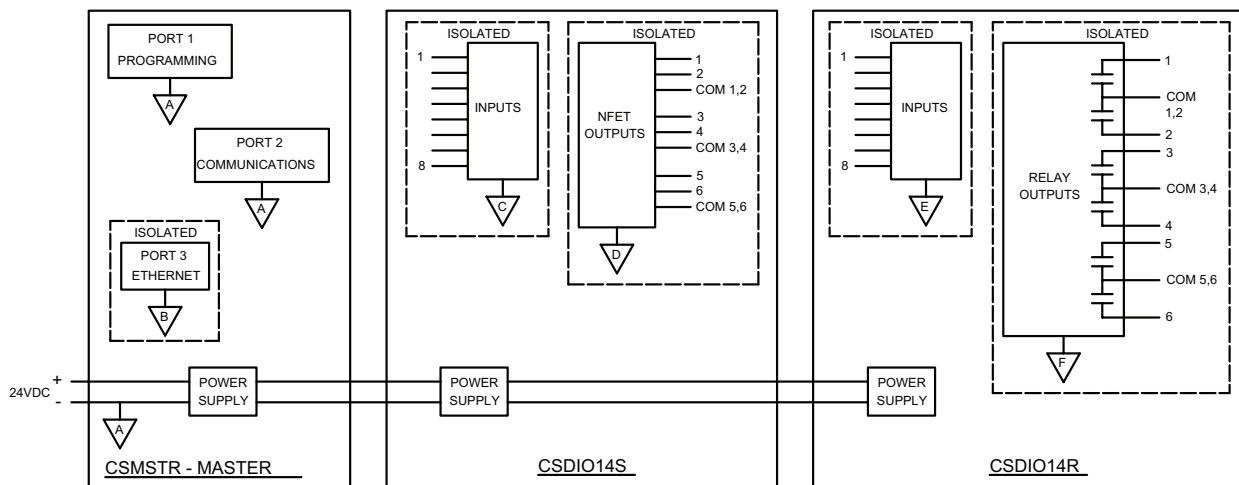 PORT 1
PROGRAMMING
A
PORT 2
COMMUNICATIONS
A
ISOLATED
PORT 3
ETHERNET
B
24VDC
+
-
A
POWER
SUPPLY
CSMSTR - MASTER
ISOLATED
1
8
INPUTS
C
ISOLATED
NFET
OUTPUTS
1
2
COM 1,2
3
4
COM 3,4
5
6
COM 5,6
D
POWER
SUPPLY
CSDIO14S
ISOLATED
1
8
INPUTS
E
ISOLATED
RELAY
OUTPUTS
1
COM
1,2
2
3
COM 3,4
4
5
COM 5,6
6
F
POWER
SUPPLY
CSDIO14R